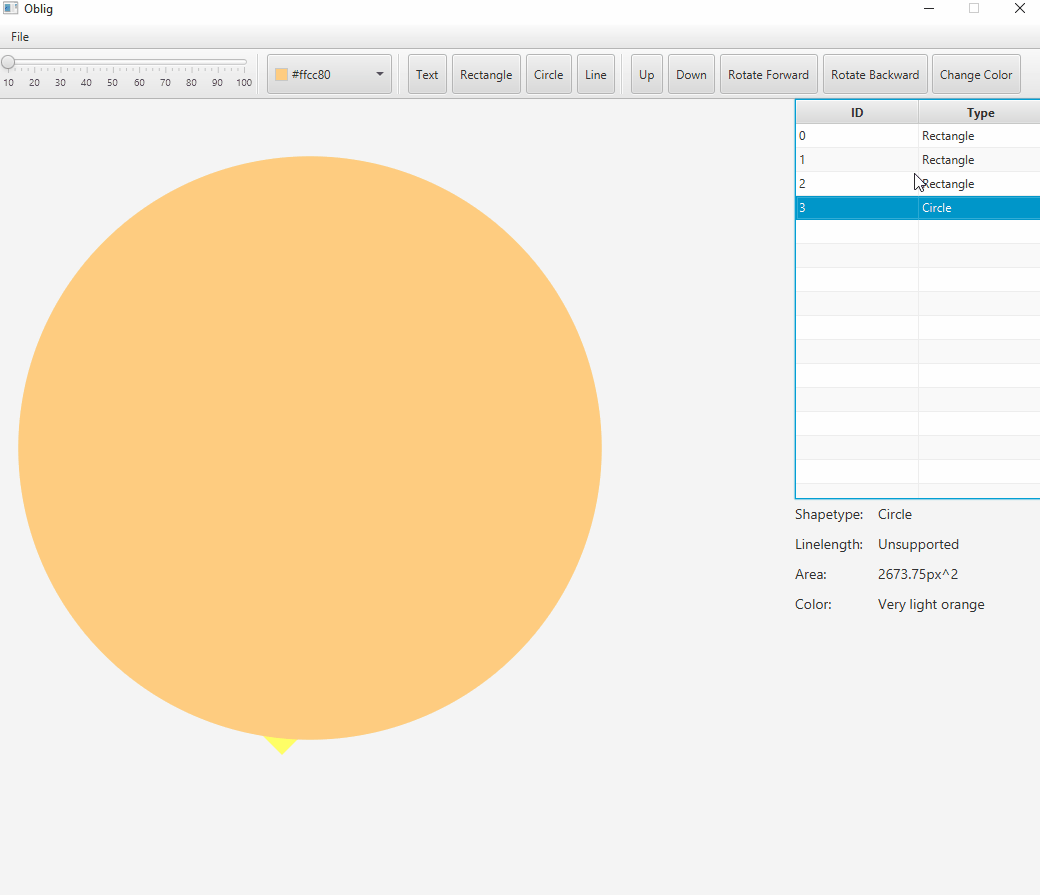 Oblig
File
10 20 30 40 50 60 70 80 90 100
#ffcc80
Text Rectangle Circle Line Up Down Rotate Forward Rotate Backward Change Color
ID Type
0 Rectangle
1 Rectangle
2 Rectangle
3 Circle
Shapetype: Circle
Linelength: Unsupported
Area: 2673.75px^2
Color: Very light orange